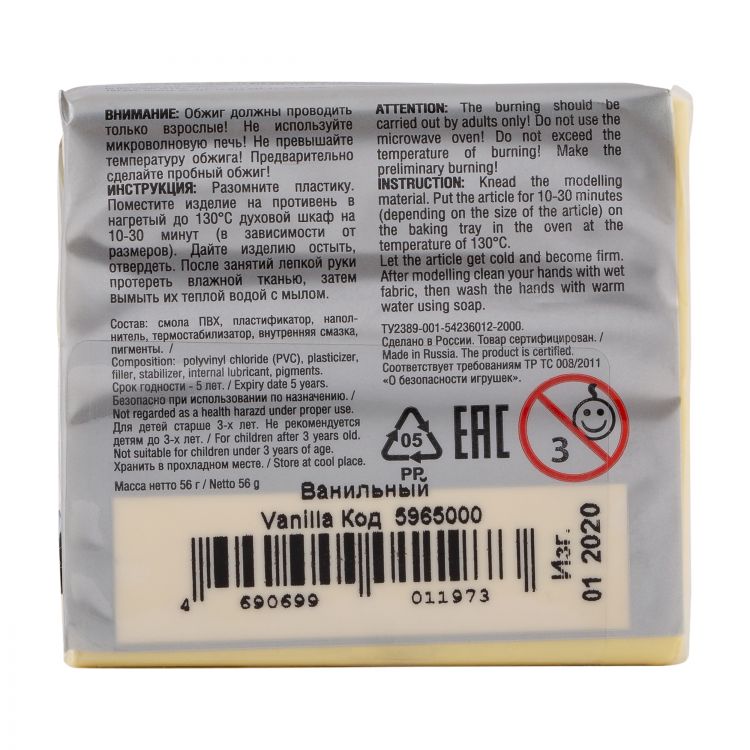 ВНИМАНИЕ: Обжиг должны проводить
только взрослые! Не используйте
микроволновую печь! Не превышайте
температуру обжига! Предварительно
сделайте пробный обжиг!
ИНСТРУКЦИЯ: Разомните пластику.
Поместите изделие на противень в
нагретый до 130°С духовой шкаф на
10-30 минут (в зависимости от
размеров). Дайте изделию остыть,
отвердеть. После занятий лепкой руки
протереть влажной тканью, затем
вымыть их теплой водой с мылом.
Состав: смола ПВХ, пластификатор, напол-
нитель, термостабилизатор, внутренняя смазка,
пигменты. /
Composition: polyvinyl chloride (PVC), plasticizer,
filler, stabilizer, internal lubricant, pigments.
Срок годности - 5 лет. / Expiry date 5 years.
Безопасно при использовании по назначению. /
Not regarded as a health harazd under proper use.
Для детей старше 3-х лет. Не рекомендуется
детям до 3-х лет. / For children after 3 years old.
Not suitable for children under 3 years of age.
Хранить в прохладном месте. / Store at cool place.
Масса нетто 56 г / Netto 56 g
ATTENTION: The burning should be
carried out by adults only! Do not use the
microwave oven! Do not exceed the
temperature of burning! Make the
preliminary burning!
INSTRUCTION: Knead the modelling
material. Put the article for 10-30 minutes
(depending on the size of the article) on
the baking tray in the oven at the
temperature of 130°C.
Let the article get cold and become firm.
After modelling clean your hands with wet
fabric, then wash the hands with warm
water using soap.
ТУ2389-001-54236012-2000.
Сделано в России. Товар сертифицирован. /
Made in Russia. The product is certified.
Соответствует требованиям ТР ТС 008/2011
«О безопасности игрушек».
05
PP
EAC
3
Ванильный
Vanilla Код 5965000
4 690699 011973
Изг.
01 2020